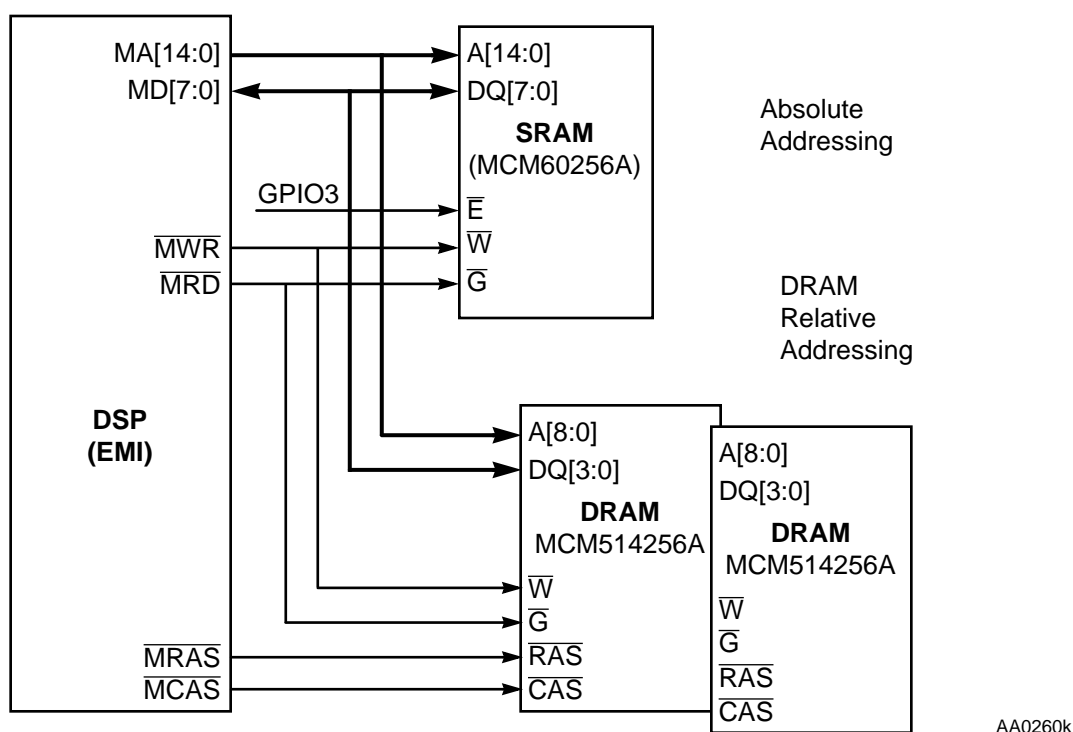 MA[14:0]
MD[7:0]
MWR
MRD
DSP
(EMI)
MRAS
MCAS
GPIO3
A[14:0]
DQ[7:0]
SRAM
(MCM60256A)
E
W
G
Absolute
Addressing
DRAM
Relative
Addressing
A[8:0]
DQ[3:0]
DRAM
MCM514256A
W
G
RAS
CAS
A[8:0]
DQ[3:0]
DRAM
MCM514256A
W
G
RAS
CAS
AA0260k